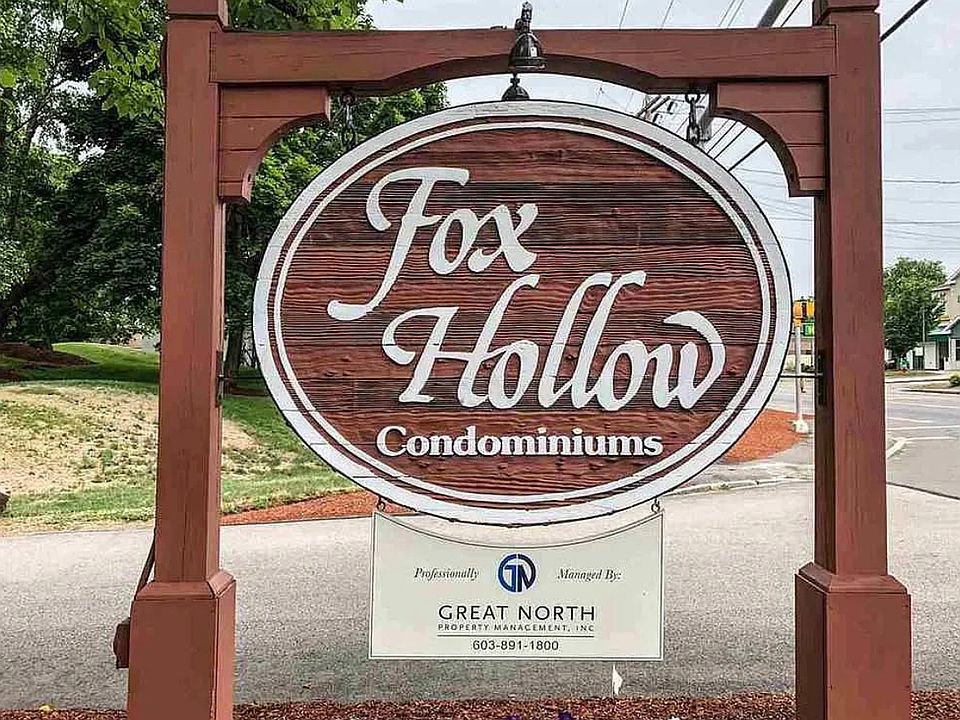 Fox
Hollow
Condominiums
Professionally GN Managed By:
GREAT NORTH
PROPERTY MANAGEMENT, INC
603-891-1800